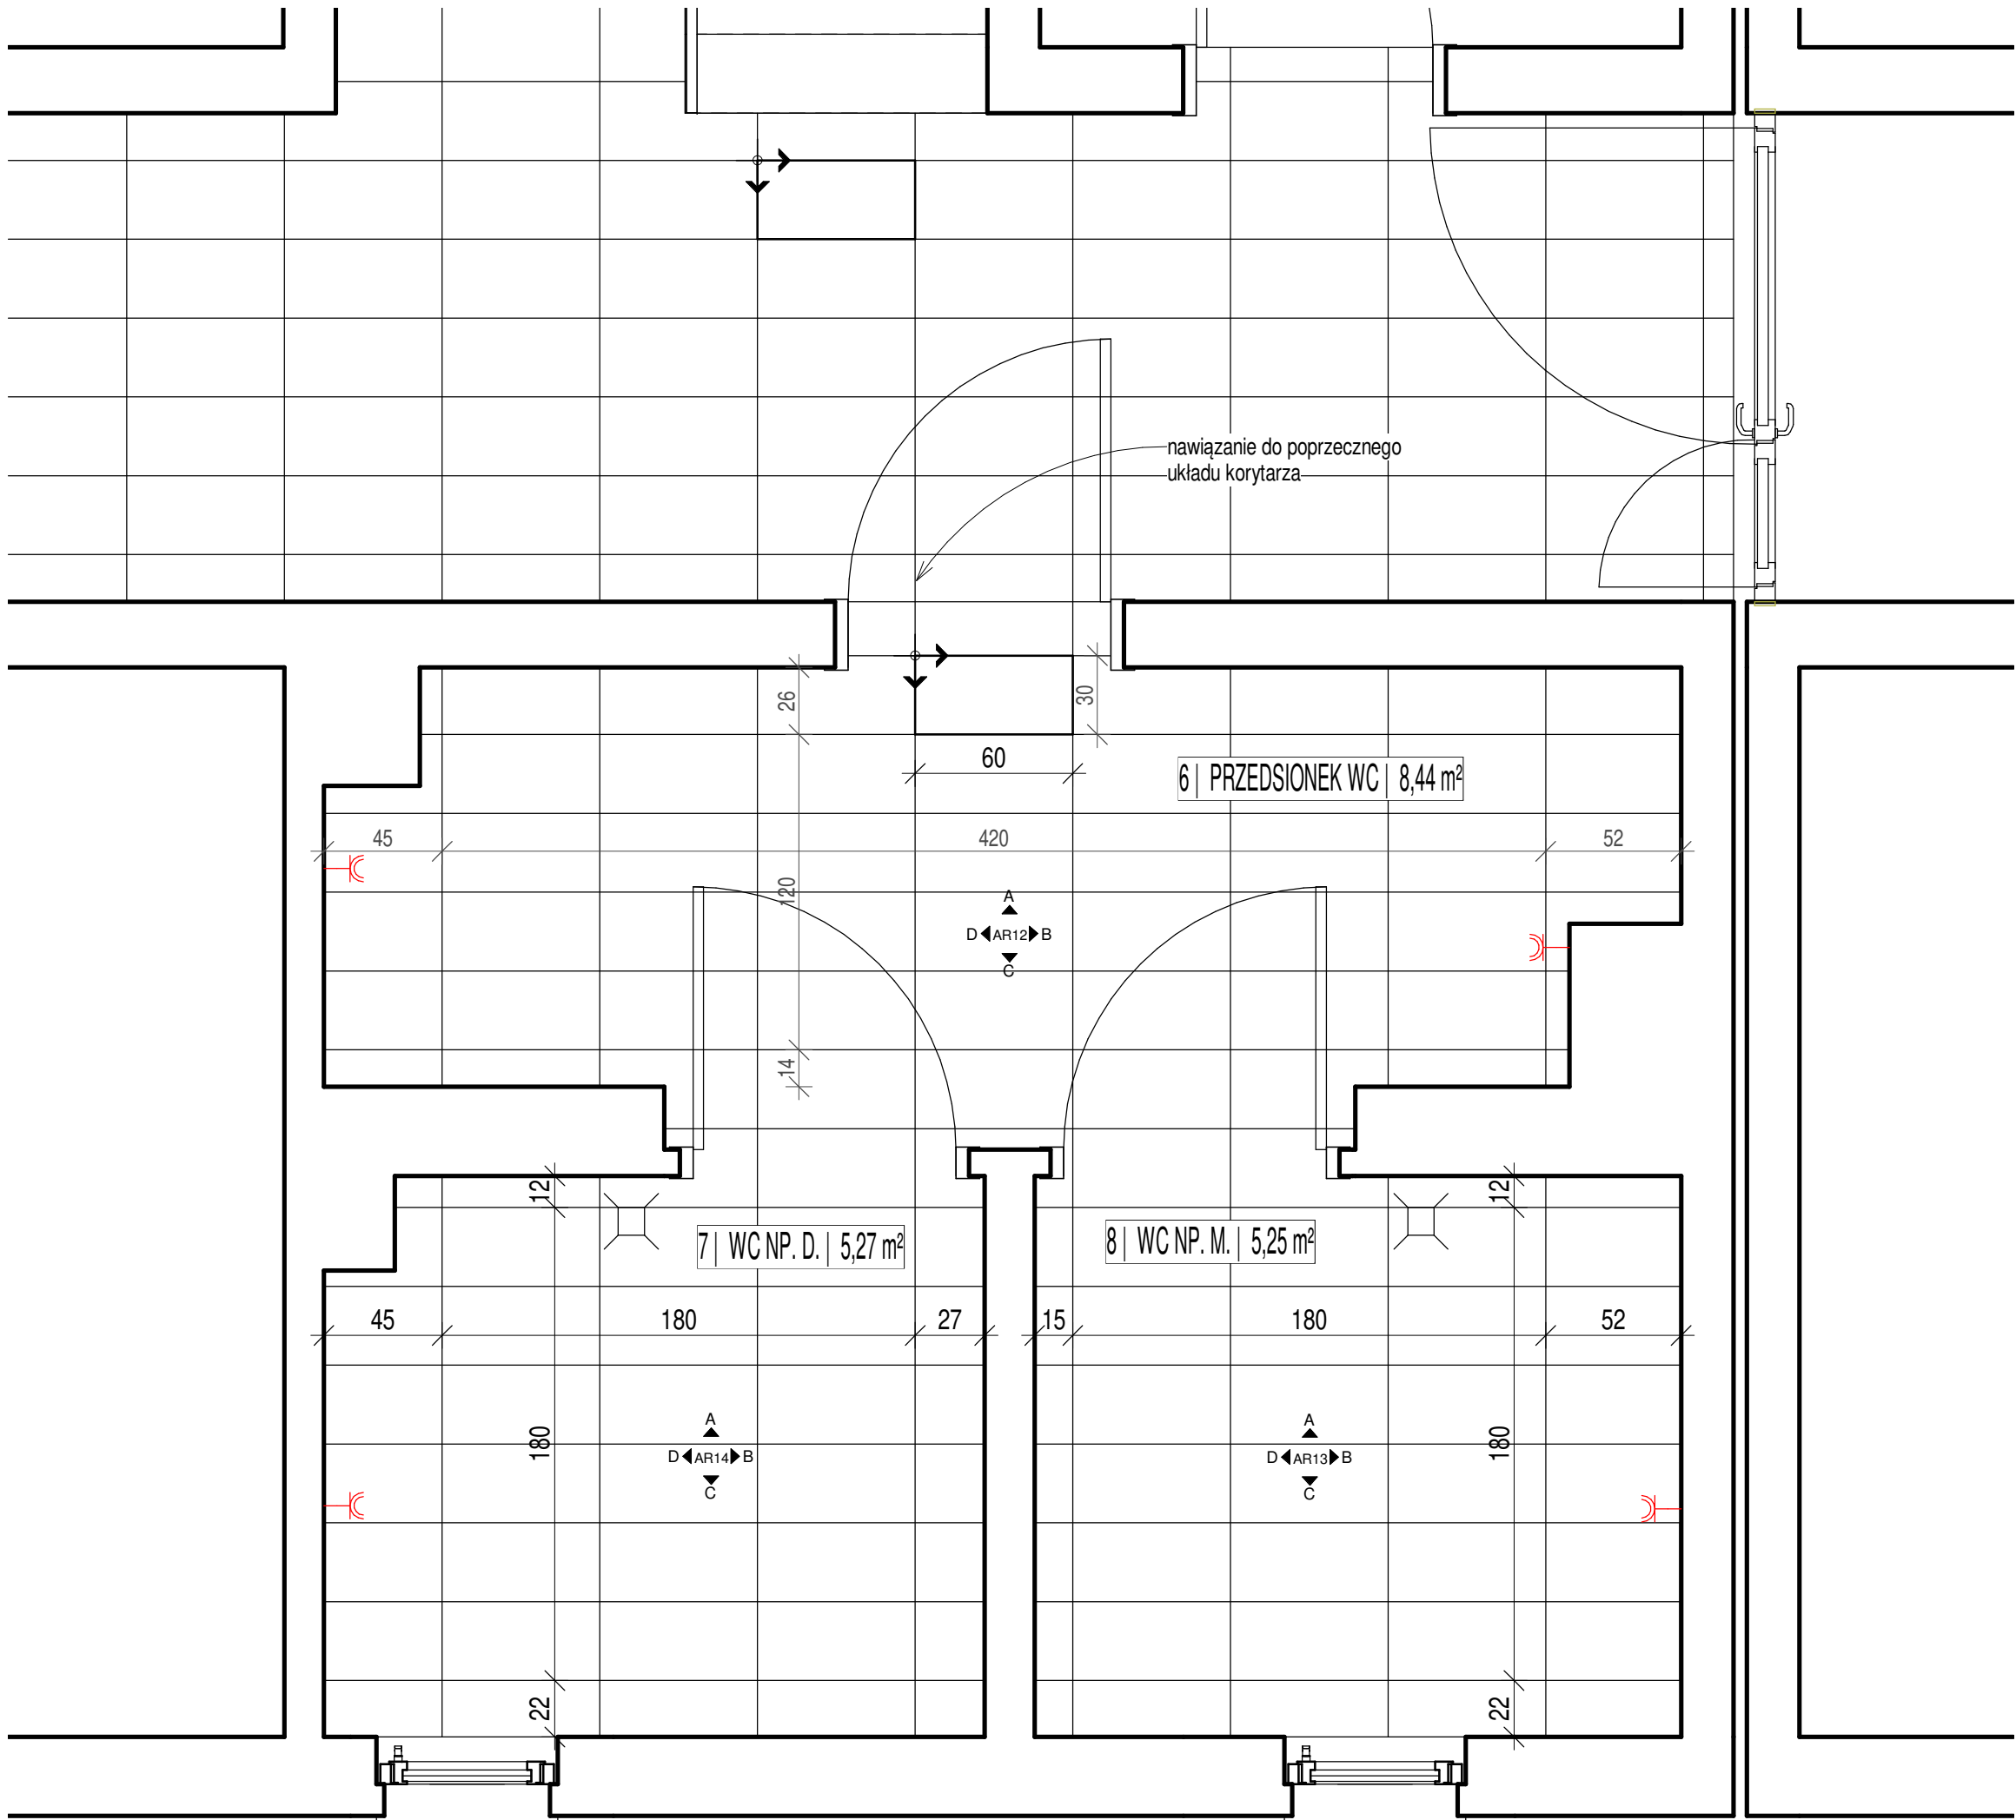 nawiązanie do poprzecznego
układu korytarza
26
30
60
6 | PRZEDSIONEK WC | 8,44 m²
45
420
52
120
A
D AR12 B
C
14
12
12
7 | WC NP. D. | 5,27 m²
8 | WC NP. M. | 5,25 m²
45
180
27
15
180
52
180
A
D AR14 B
C
A
D AR13 B
C
180
22
22